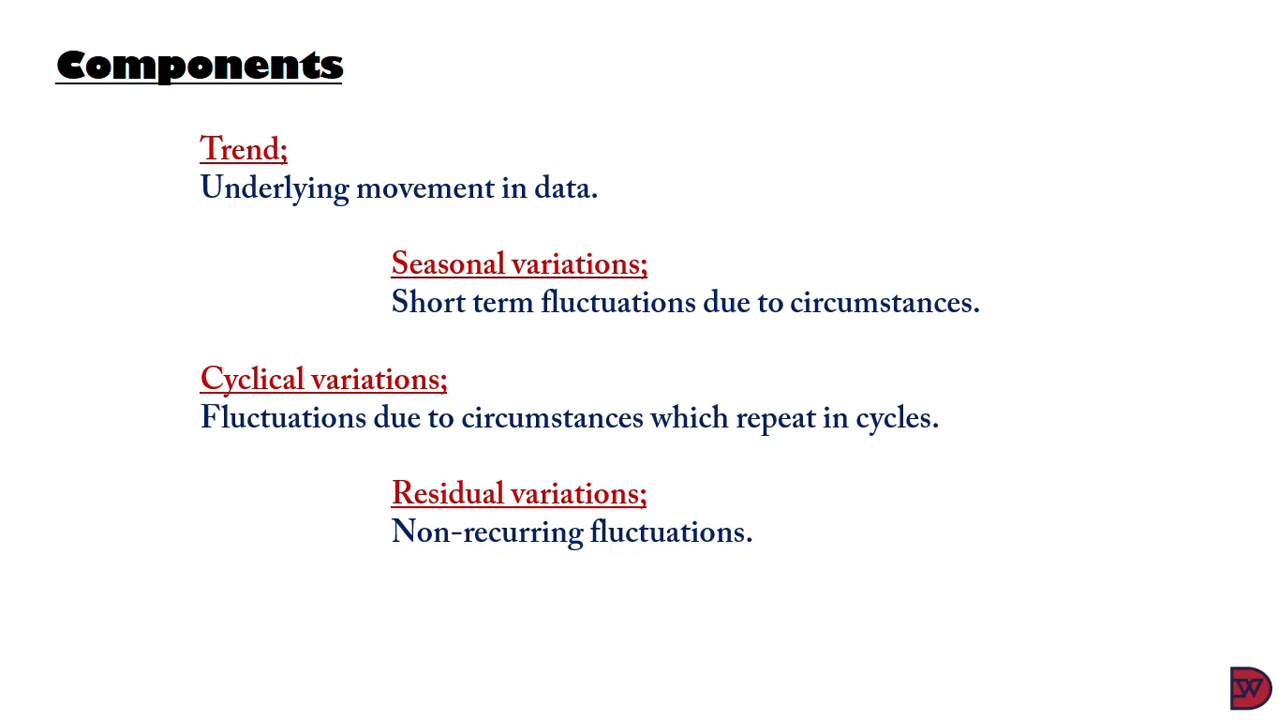 Components
Trend;
Underlying movement in data.
Seasonal variations;
Short term fluctuations due to circumstances.
Cyclical variations;
Fluctuations due to circumstances which repeat in cycles.
Residual variations;
Non-recurring fluctuations.
DW